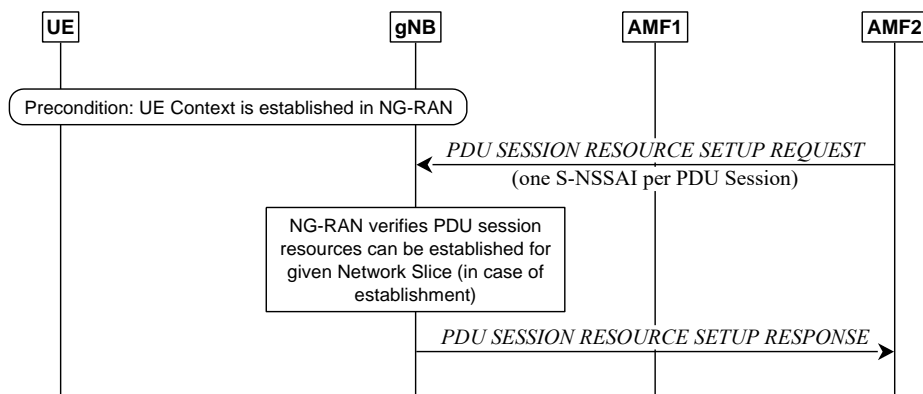 UE gNB AMF1 AMF2
Precondition: UE Context is established in NG-RAN
PDU SESSION RESOURCE SETUP REQUEST
(one S-NSSAI per PDU Session)
NG-RAN verifies PDU session
resources can be established for
given Network Slice (in case of
establishment)
PDU SESSION RESOURCE SETUP RESPONSE